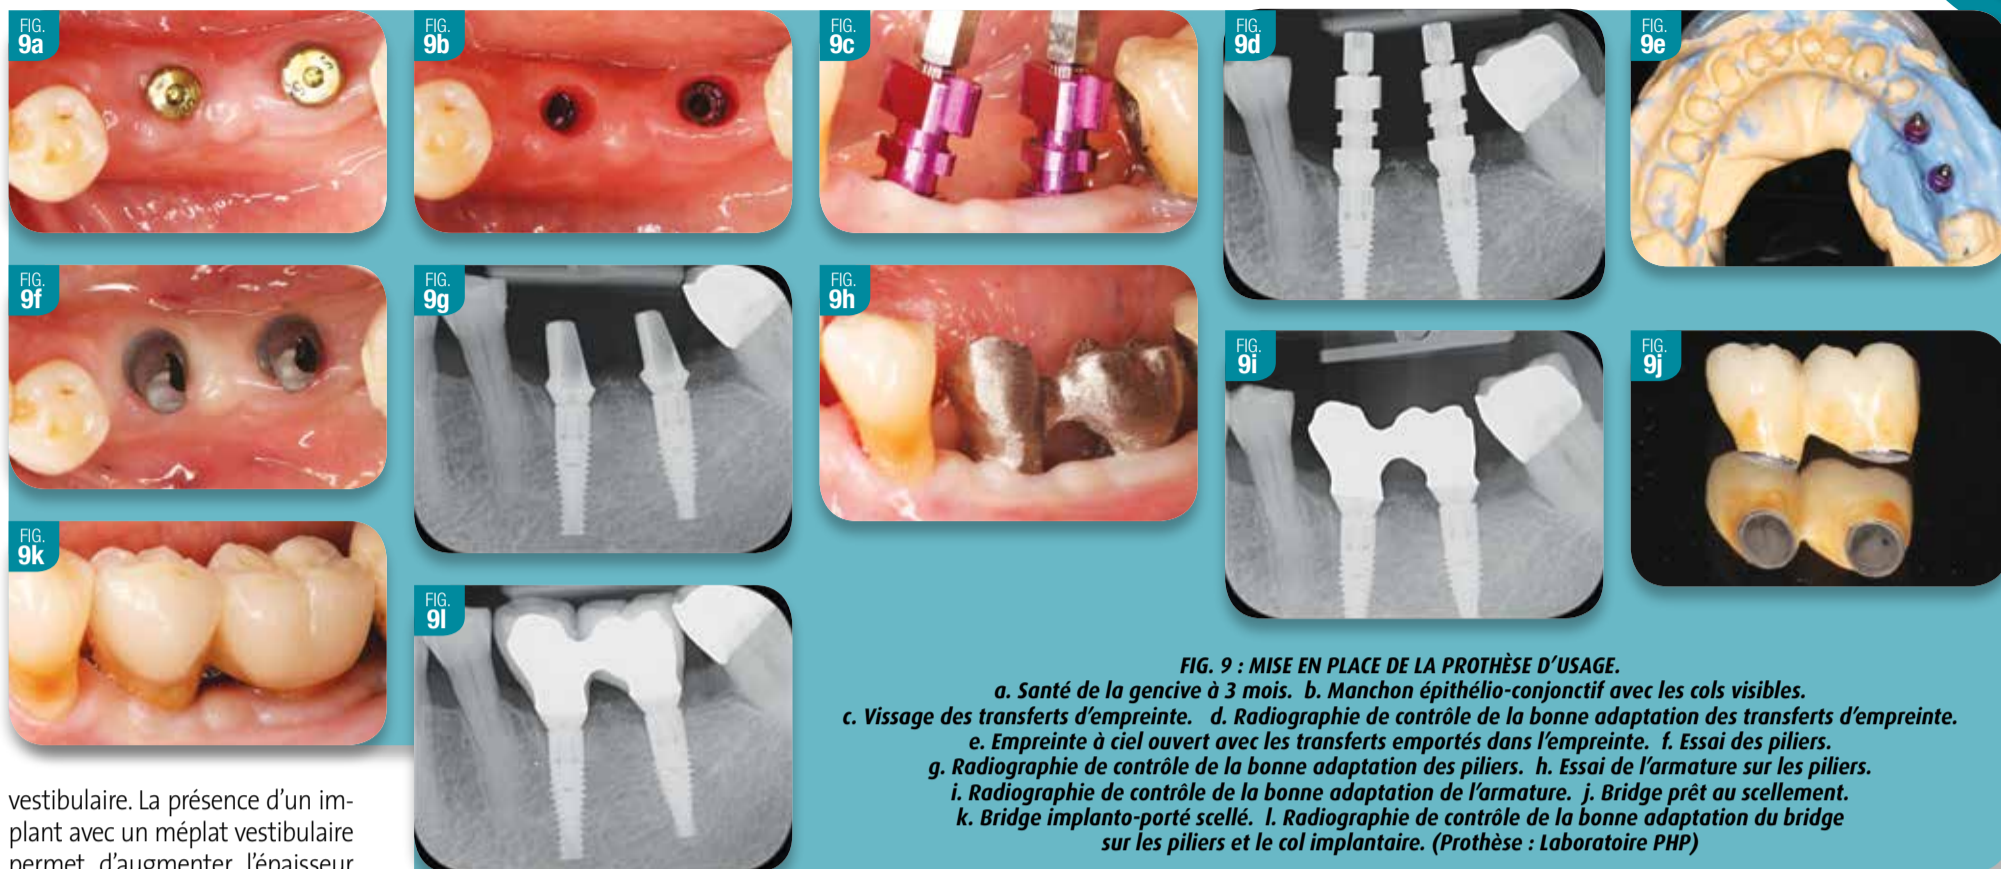 FIG.
9a
FIG.
9b
FIG.
9c
FIG.
9d
FIG.
9e
FIG.
9f
FIG.
9g
FIG.
9h
FIG.
9i
FIG.
9j
FIG.
9k
FIG.
9l
FIG. 9 : MISE EN PLACE DE LA PROTHÈSE D'USAGE.
a. Santé de la gencive à 3 mois. b. Manchon épithélio-conjonctif avec les cols visibles.
c. Vissage des transferts d'empreinte. d. Radiographie de contrôle de la bonne adaptation des transferts d'empreinte.
e. Empreinte à ciel ouvert avec les transferts emportés dans l'empreinte. f. Essai des piliers.
g. Radiographie de contrôle de la bonne adaptation des piliers. h. Essai de l'armature sur les piliers.
i. Radiographie de contrôle de la bonne adaptation de l'armature. j. Bridge prêt au scellement.
k. Bridge implanto-porté scellé. l. Radiographie de contrôle de la bonne adaptation du bridge
sur les piliers et le col implantaire. (Prothèse : Laboratoire PHP)
vestibulaire. La présence d'un im-
plant avec un méplat vestibulaire
permet d'augmenter l'épaisseur